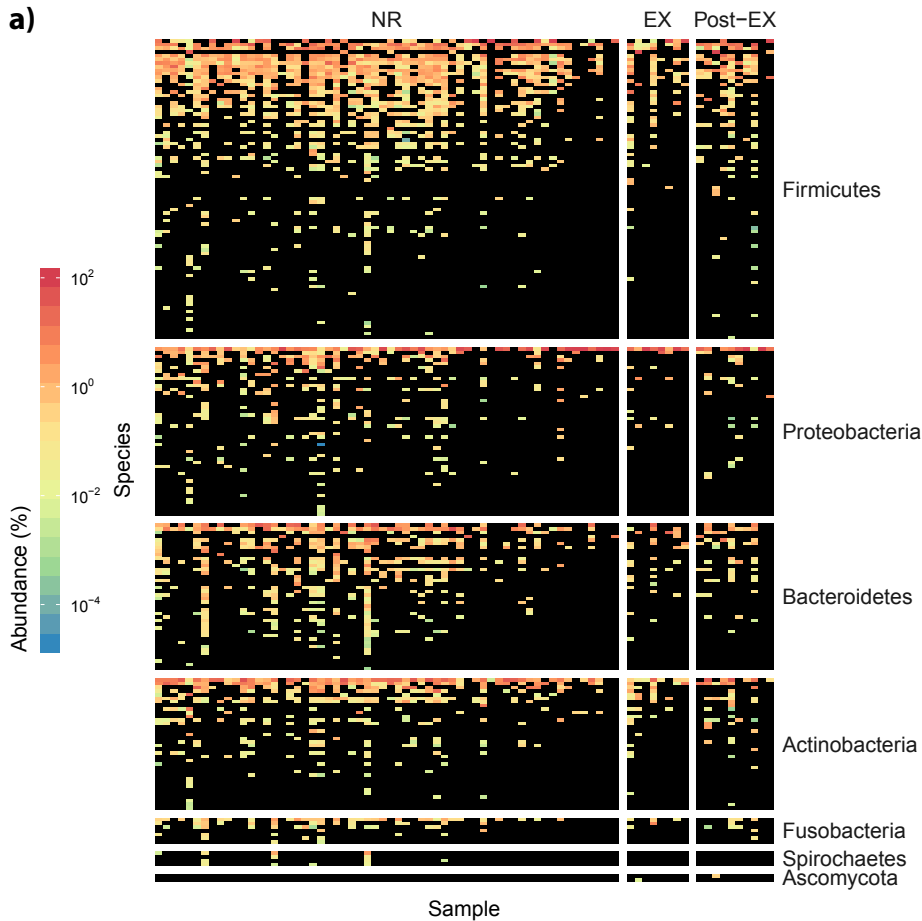 a)
NR
EX
Post−EX
Firmicutes
Proteobacteria
Bacteroidetes
Actinobacteria
Fusobacteria
Spirochaetes
Ascomycota
Species
Sample
Abundance (%)
10^2
10^0
10^−2
10^−4